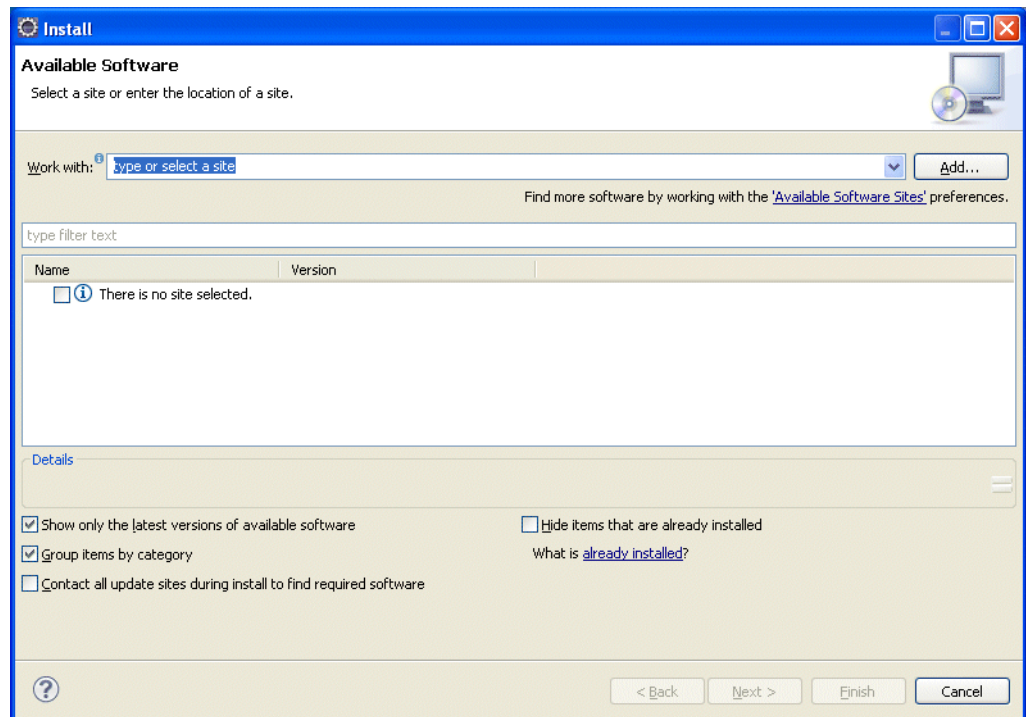 Install
Available Software
Select a site or enter the location of a site.
Work with: type or select a site Add...
Find more software by working with the 'Available Software Sites' preferences.
type filter text
Name Version
There is no site selected.
Details
Show only the latest versions of available software Hide items that are already installed
Group items by category What is already installed?
Contact all update sites during install to find required software
< Back Next > Finish Cancel